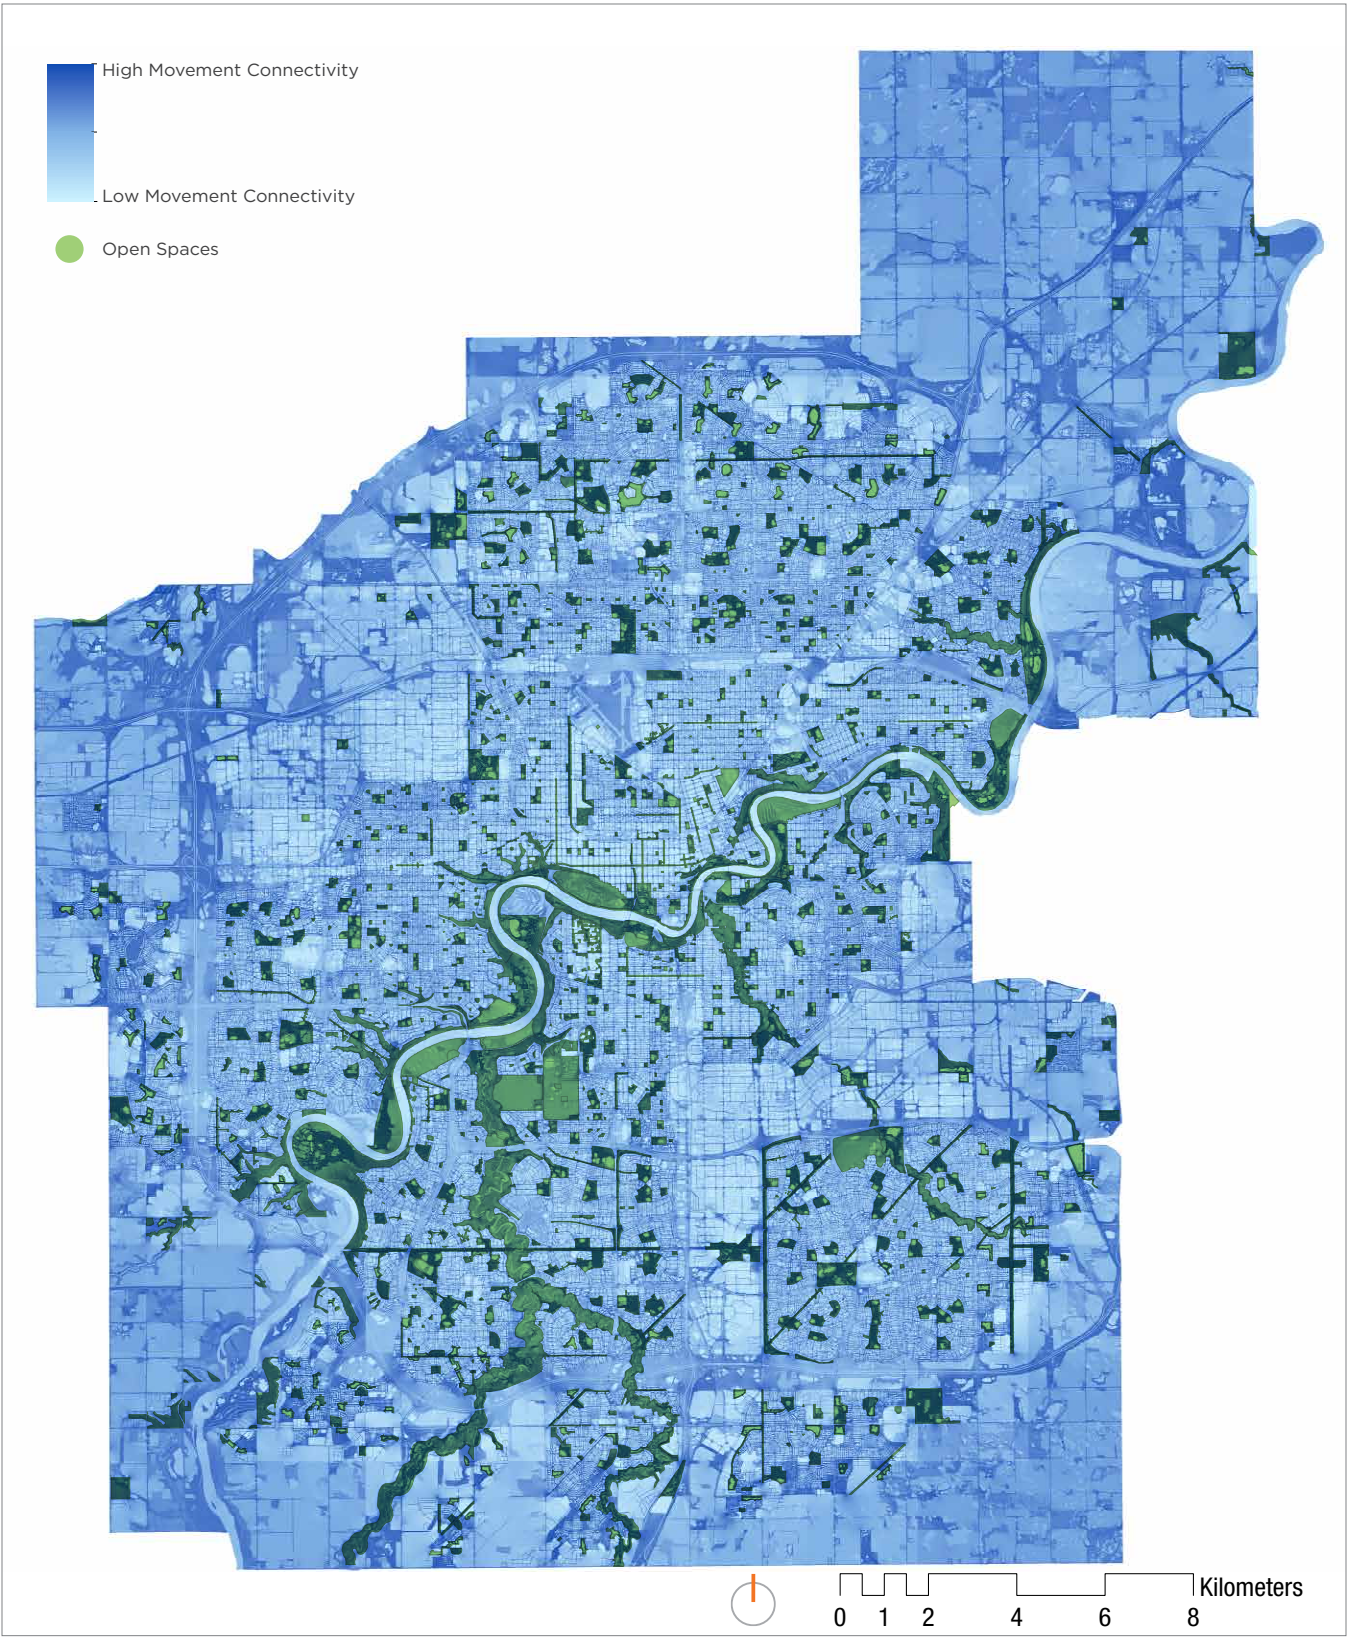 High Movement Connectivity
Low Movement Connectivity
Open Spaces
Kilometers
0 1 2 4 6 8